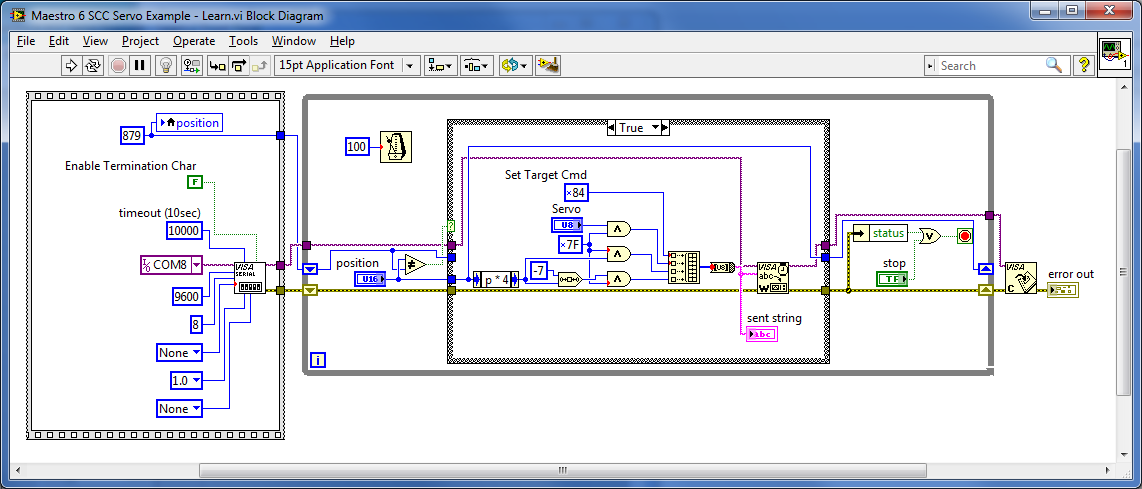 Maestro 6 SCC Servo Example - Learn.vi Block Diagram
File Edit View Project Operate Tools Window Help
15pt Application Font
Search
?
1
879
position
Enable Termination Char
F
timeout (10sec)
10000
COM8
VISA
SERIAL
9600
8
None
1.0
None
100
True
Set Target Cmd
×84
Servo
U8
×7F
?
position
U16
≠
p * 4
-7
∧
∧
∧
[U8]
VISA
abc
W
sent string
abc
status
∨
stop
TF
VISA
C
error out
i